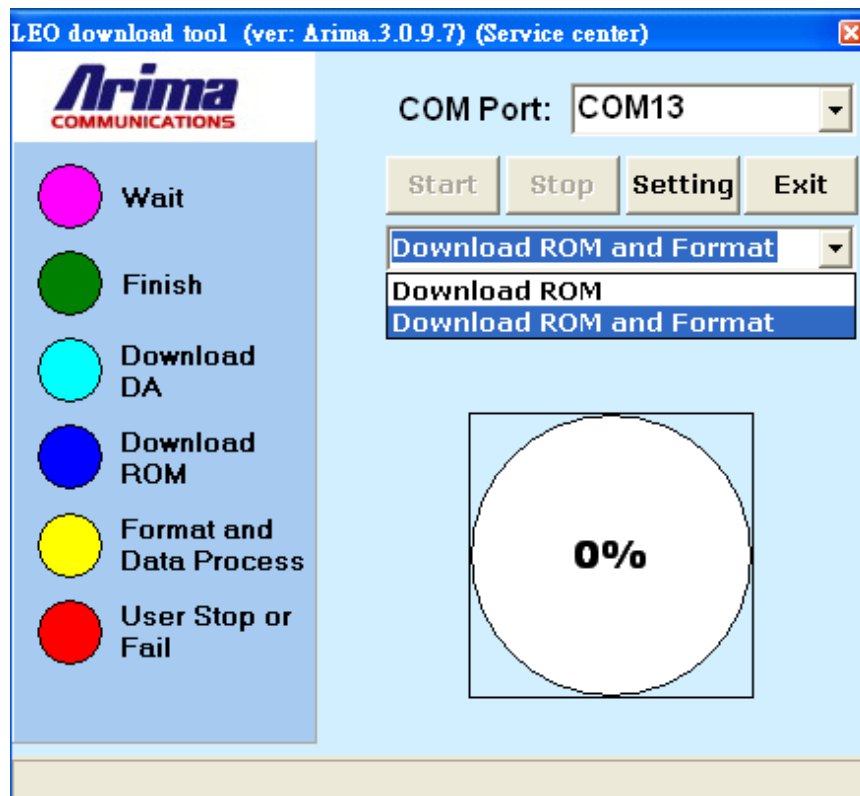 LEO download tool (ver: Arima.3.0.9.7) (Service center)
Arima
COMMUNICATIONS
COM Port: COM13
Start Stop Setting Exit
Download ROM and Format
Download ROM
Download ROM and Format
Wait
Finish
Download
DA
Download
ROM
Format and
Data Process
User Stop or
Fail
0%